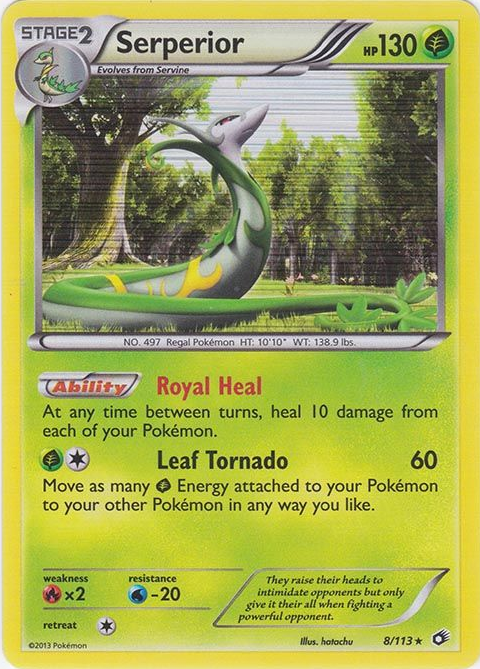 STAGE2
Serperior
HP130
Evolves from Servine
NO. 497 Regal Pokémon HT: 10'10" WT: 138.9 lbs.
Ability Royal Heal
At any time between turns, heal 10 damage from
each of your Pokémon.
Leaf Tornado 60
Move as many Energy attached to your Pokémon
to your other Pokémon in any way you like.
weakness resistance
×2 -20
retreat
They raise their heads to
intimidate opponents but only
give it their all when fighting a
powerful opponent.
©2013 Pokémon Illus. hatachu 8/113★